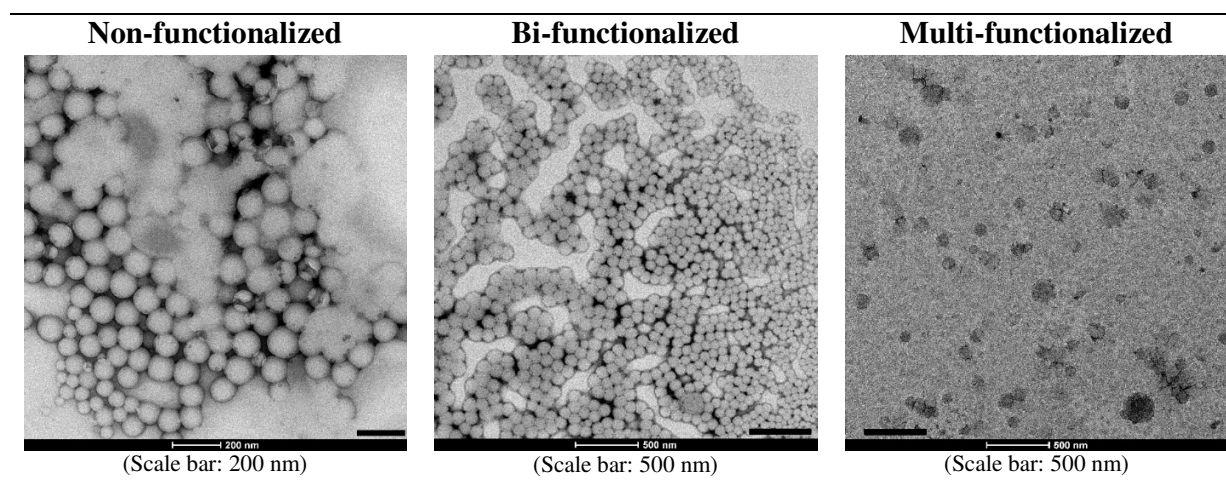 Non-functionalized Bi-functionalized Multi-functionalized
200 nm 500 nm 500 nm
(Scale bar: 200 nm) (Scale bar: 500 nm) (Scale bar: 500 nm)